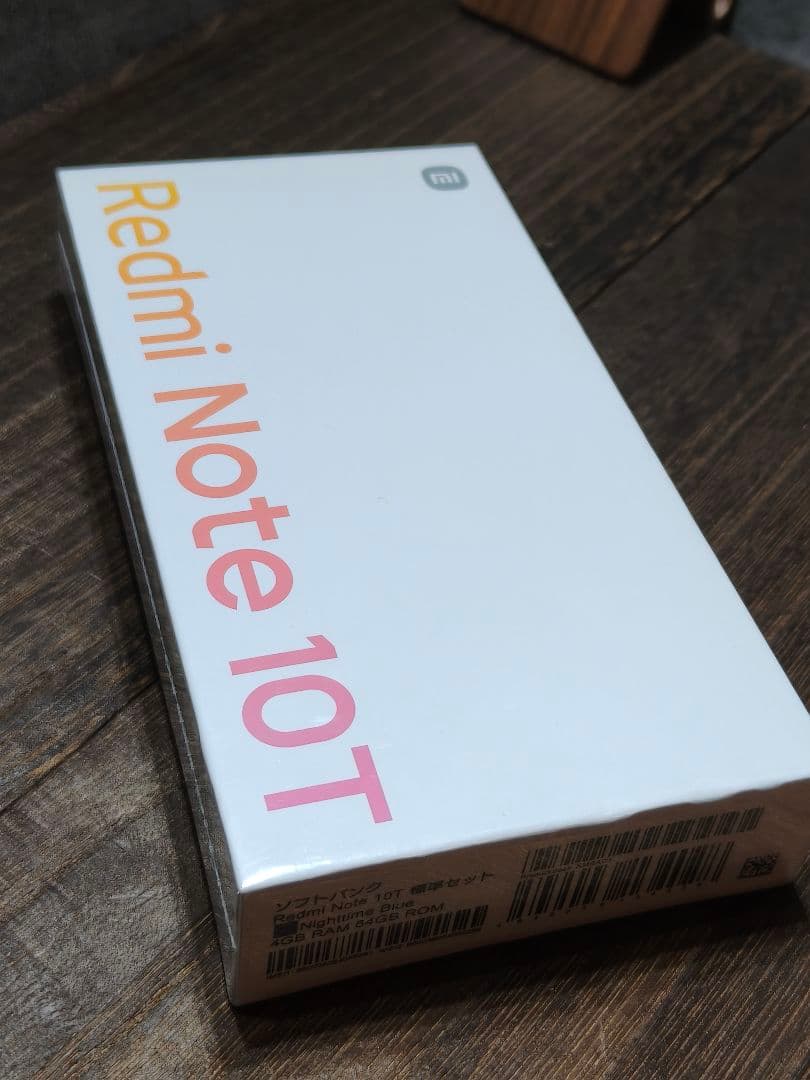 Redmi Note 10T
mi
ソフトバンク
Redmi Note 10T 標準セット
Nighttime Blue
4GB RAM 64GB ROM